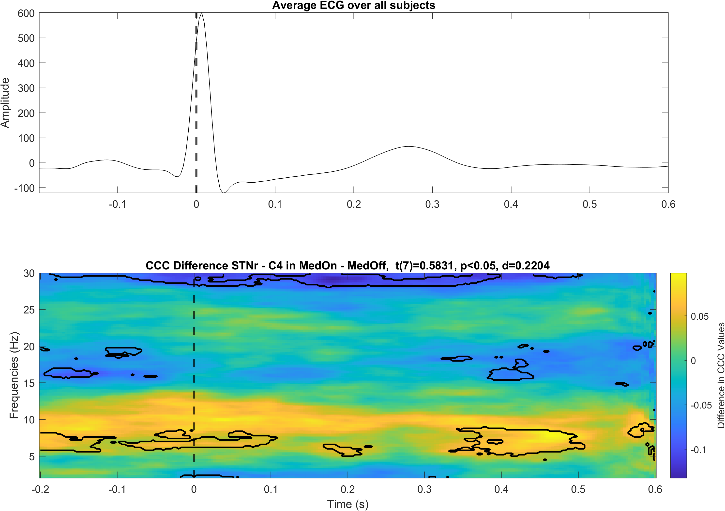 Average ECG over all subjects
Amplitude
600
500
400
300
200
100
0
-100
-0.1 0 0.1 0.2 0.3 0.4 0.5 0.6
CCC Difference STNr - C4 in MedOn - MedOff, t(7)=0.5831, p<0.05, d=0.2204
Frequencies (Hz)
30
25
20
15
10
5
-0.2 -0.1 0 0.1 0.2 0.3 0.4 0.5 0.6
Time (s)
0.05
0
-0.05
-0.1
Difference in CCC Values